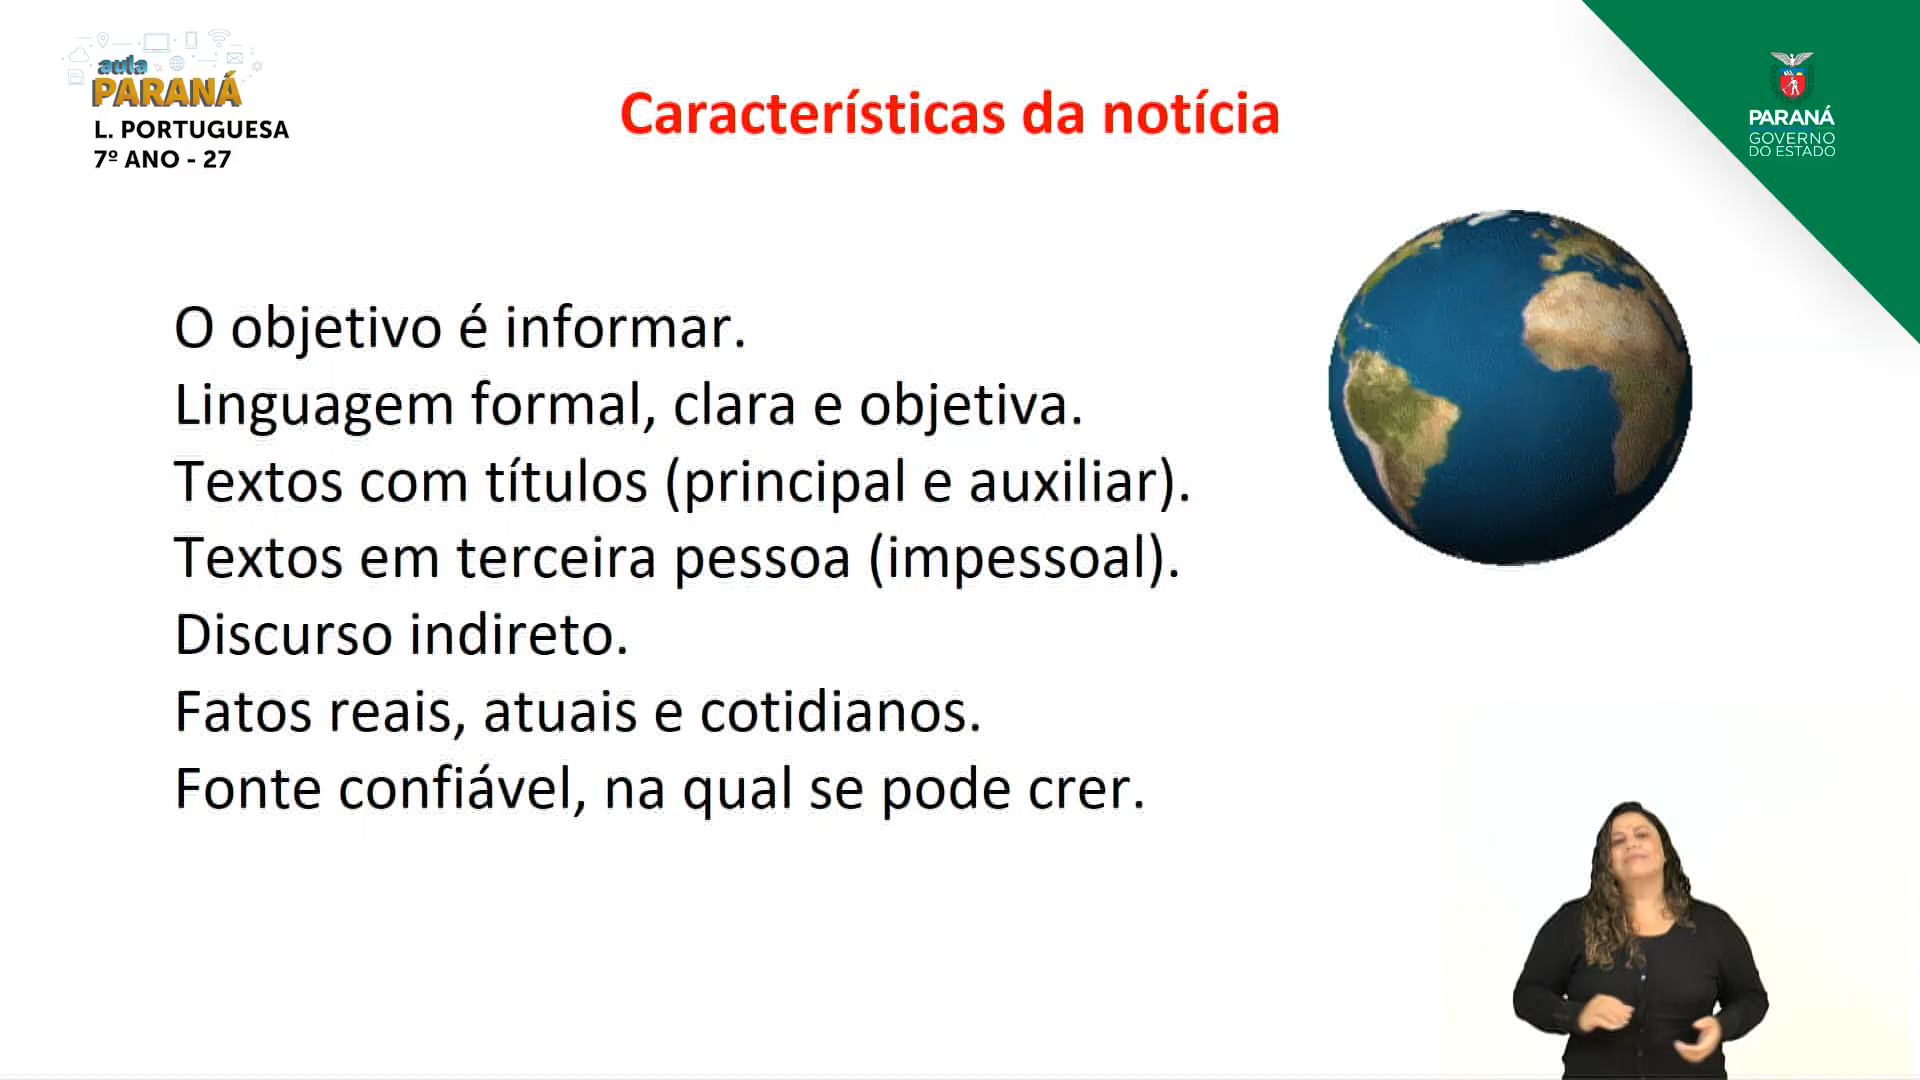 aula
PARANÁ
L. PORTUGUESA
7º ANO - 27
Características da notícia
PARANÁ
GOVERNO
DO ESTADO
O objetivo é informar.
Linguagem formal, clara e objetiva.
Textos com títulos (principal e auxiliar).
Textos em terceira pessoa (impessoal).
Discurso indireto.
Fatos reais, atuais e cotidianos.
Fonte confiável, na qual se pode crer.